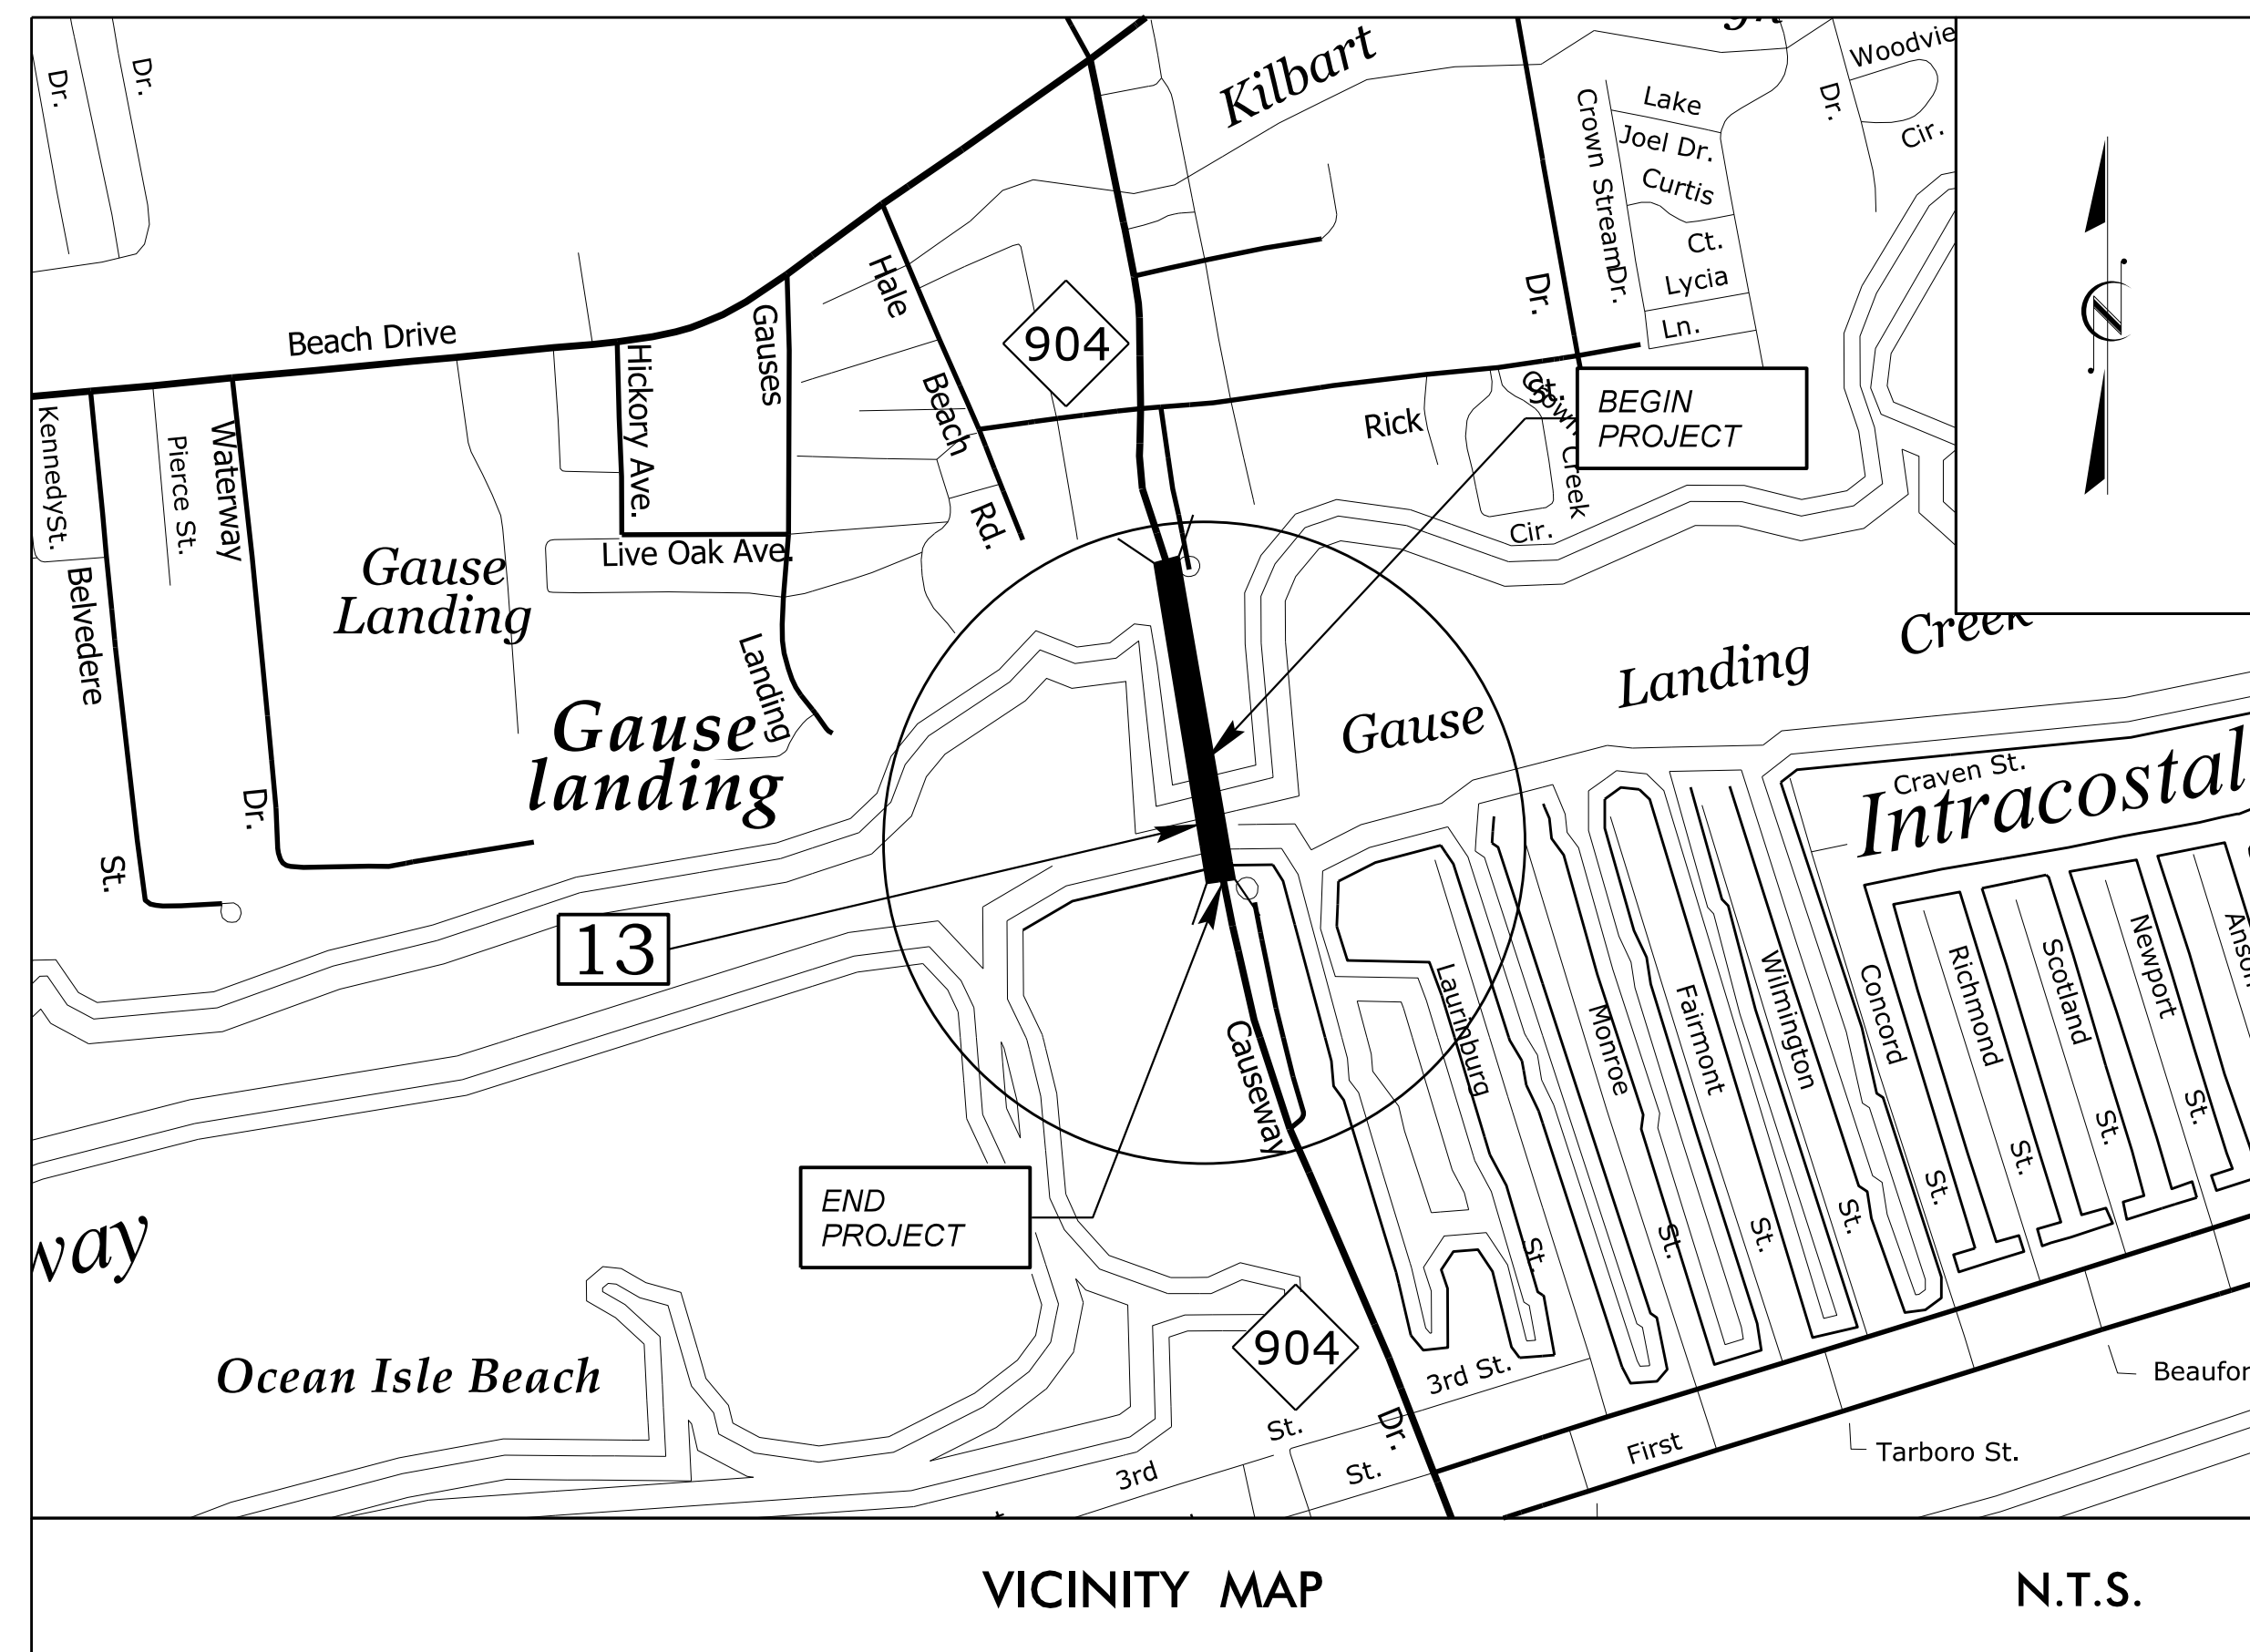 Dr.
Dr.
Kilbart
Woodvie
Dr.
Cir.
Lake
Joel Dr.
Curtis
Ct.
Lycia
Ln.
Crown Stream
Dr.
Dr.
Beach Drive
Gauses
Hale
Beach
Rd.
904
Hickory Ave.
Live Oak Ave.
Landing
KennedySt.
Pierce St.
Waterway
Dr.
Belvedere
St.
Rick
St.
Crown
Creek
Cir.
BEGIN
PROJECT
N
Gause
Landing
Gause
landing
Gause
Landing
Creek
Craven St.
Intracostal
13
Causeway
Dr.
Laurinburg
St.
Monroe
St.
Fairmont
St.
Wilmington
St.
Concord
St.
Richmond
St.
Scotland
St.
Newport
St.
Anson
END
PROJECT
way
Ocean Isle Beach
904
3rd St.
St.
3rd
St.
First
Tarboro St.
Beaufor
VICINITY MAP
N.T.S.